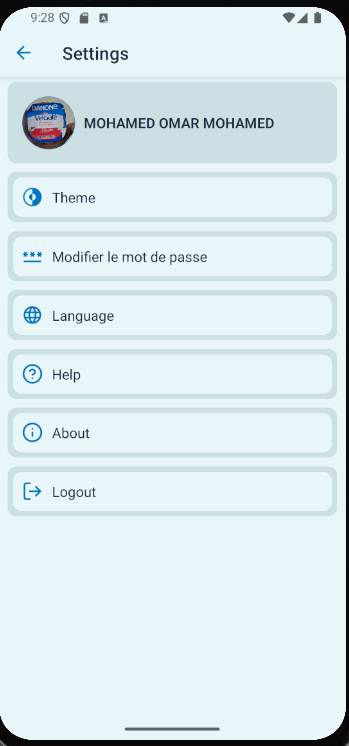 9:28
Settings
DANONE
MOHAMED OMAR MOHAMED
Theme
Modifier le mot de passe
Language
Help
About
Logout